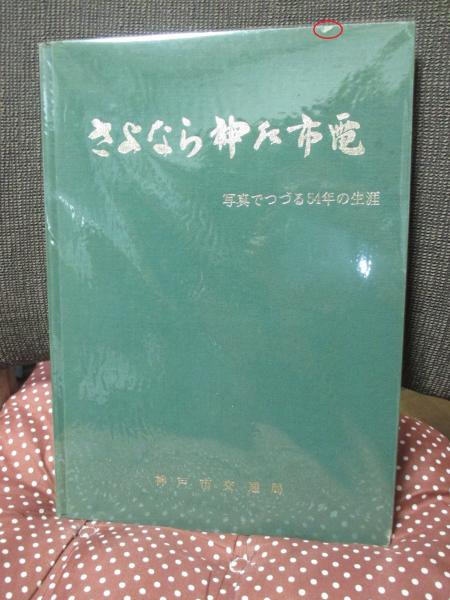 さよなら神戸市電
写真でつづる54年の生涯
神戸市交通局